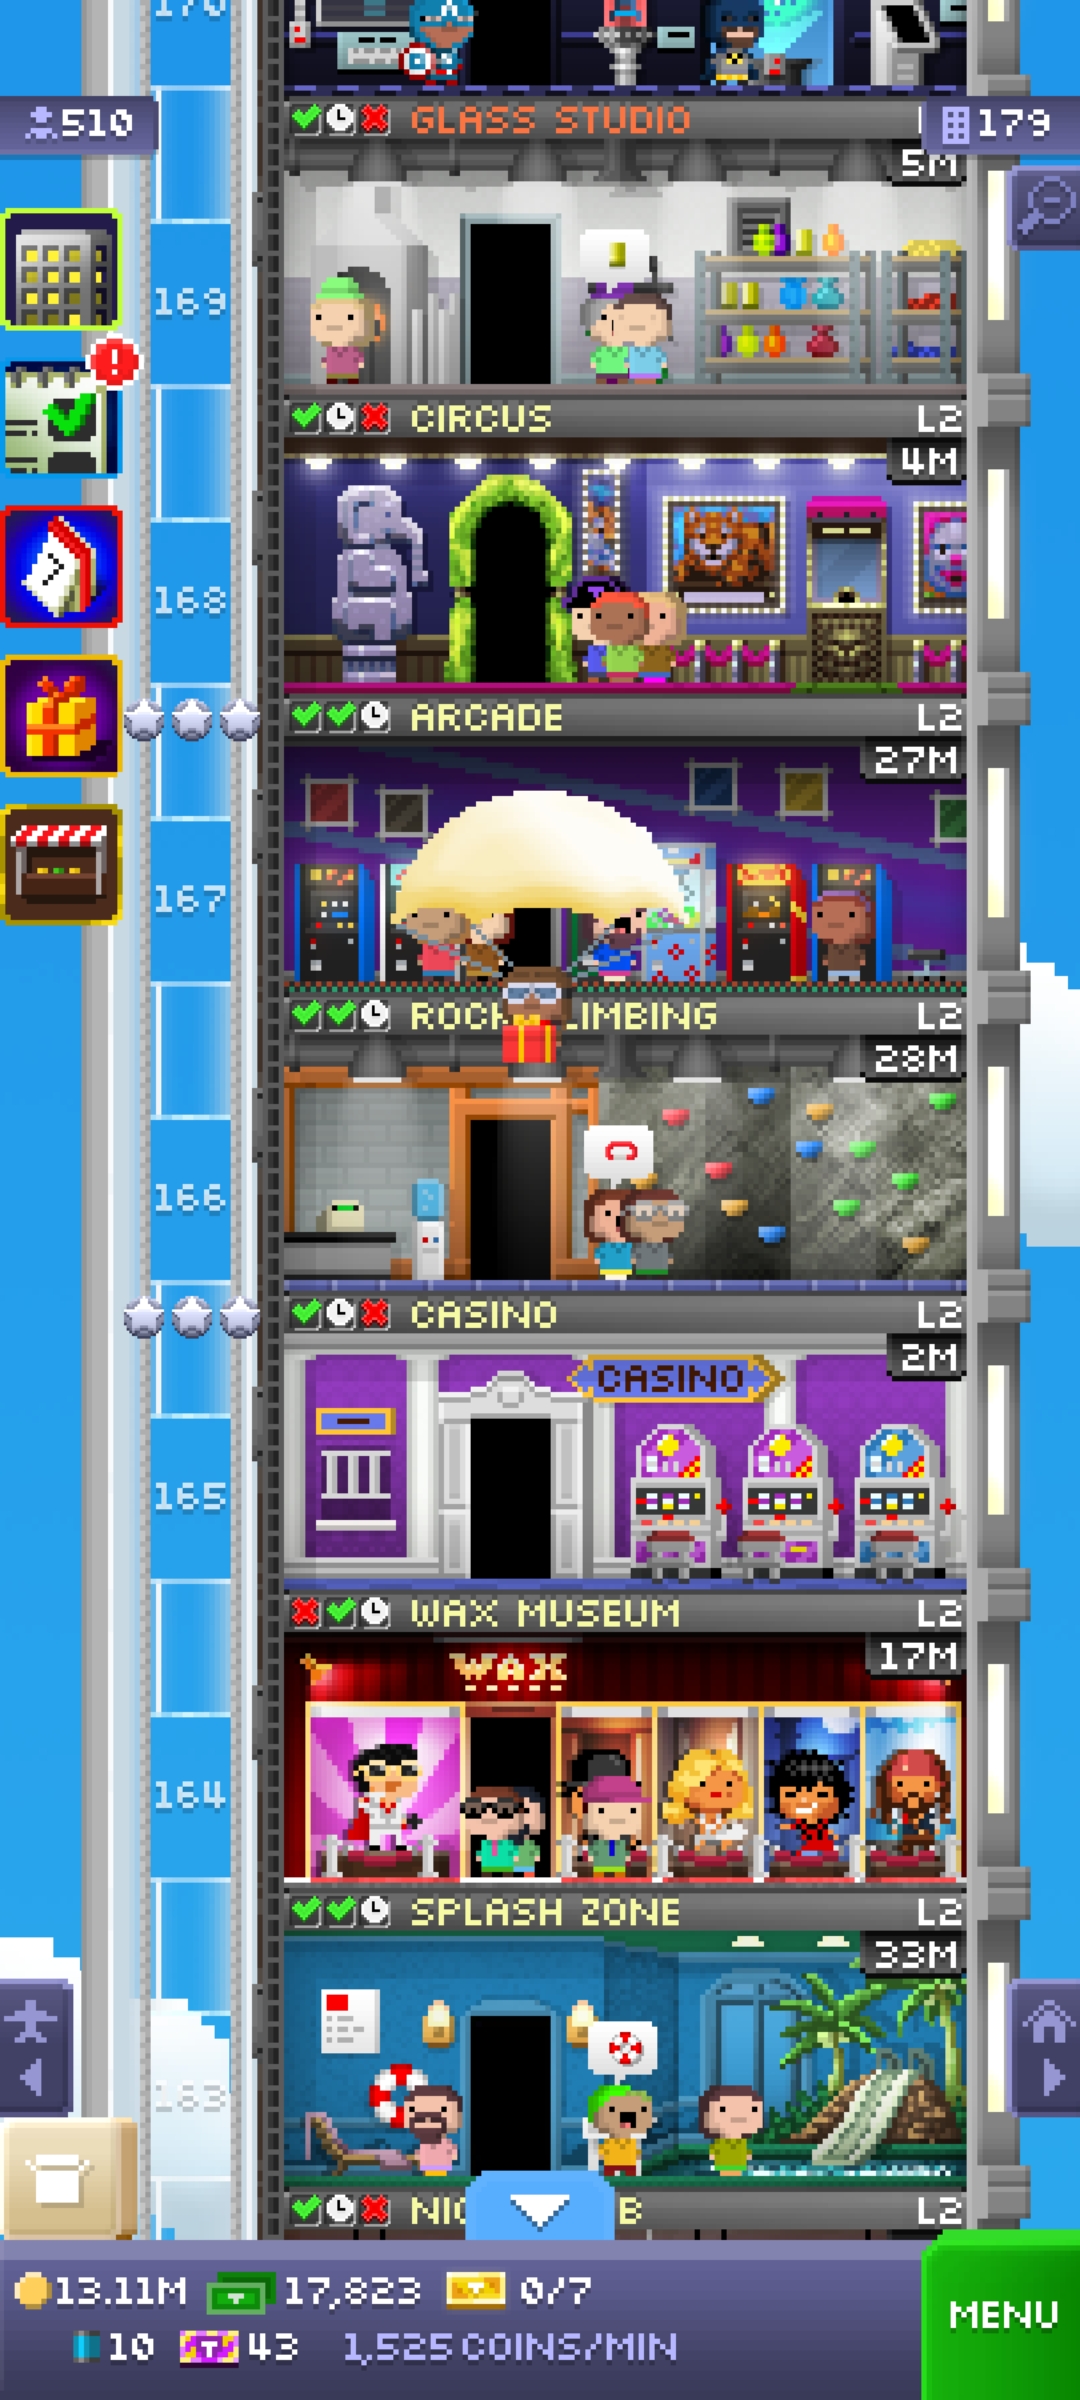 170
510
GLASS STUDIO
179
5M
169
CIRCUS L2
4M
168
ARCADE L2
27M
167
L2
28M
166
CASINO L2
2M
CASINO
165
WAX MUSEUM L2
17M
WAX
164
SPLASH ZONE L2
33M
163
L2
13.11M 17,823 0/7
MENU
10 43 1,525 COINS/MIN